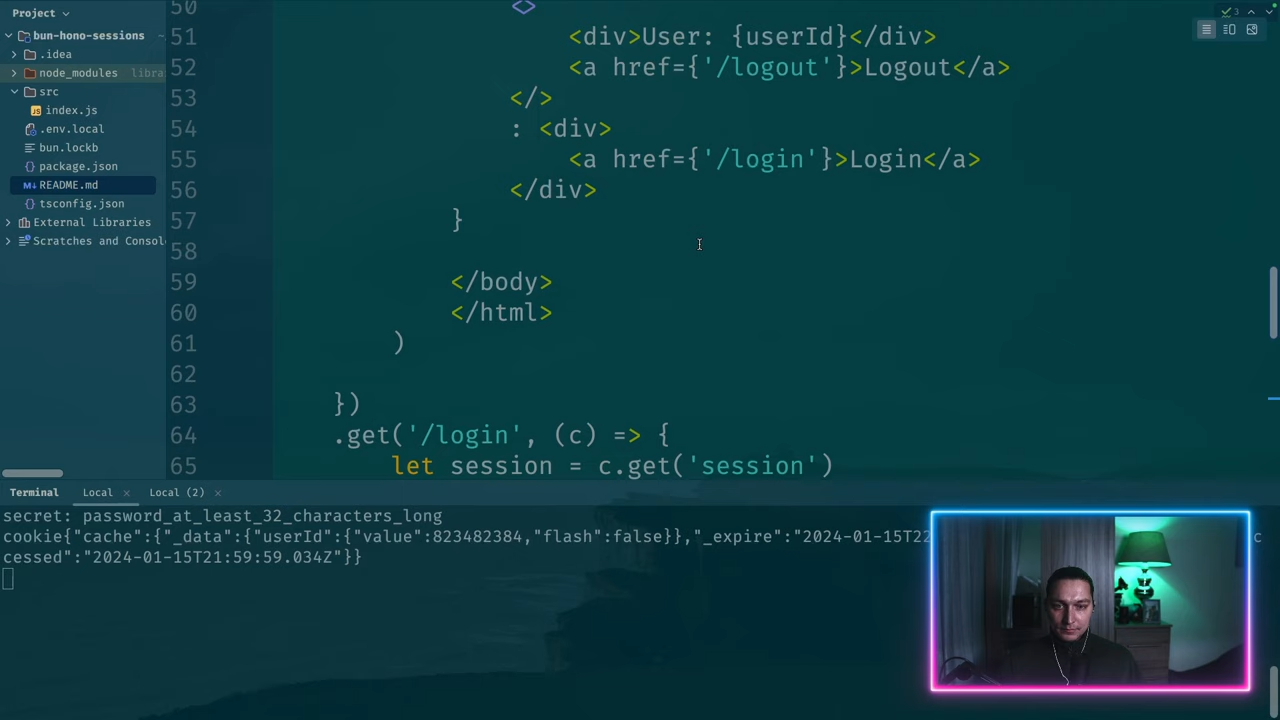 Project
bun-hono-sessions ~
.idea
node_modules libra
src
index.js
.env.local
bun.lockb
package.json
README.md
tsconfig.json
External Libraries
Scratches and Consol
3
50 <>
51 <div>User: {userId}</div>
52 <a href={'/logout'}>Logout</a>
53 </>
54 : <div>
55 <a href={'/login'}>Login</a>
56 </div>
57 }
58
59 </body>
60 </html>
61 )
62
63 })
64 .get('/login', (c) => {
65 let session = c.get('session')
Terminal Local × Local (2) ×
secret: password_at_least_32_characters_long
cookie{"cache":{"_data":{"userId":{"value":823482384,"flash":false}},"_expire":"2024-01-15T22 c
cessed":"2024-01-15T21:59:59.034Z"}}